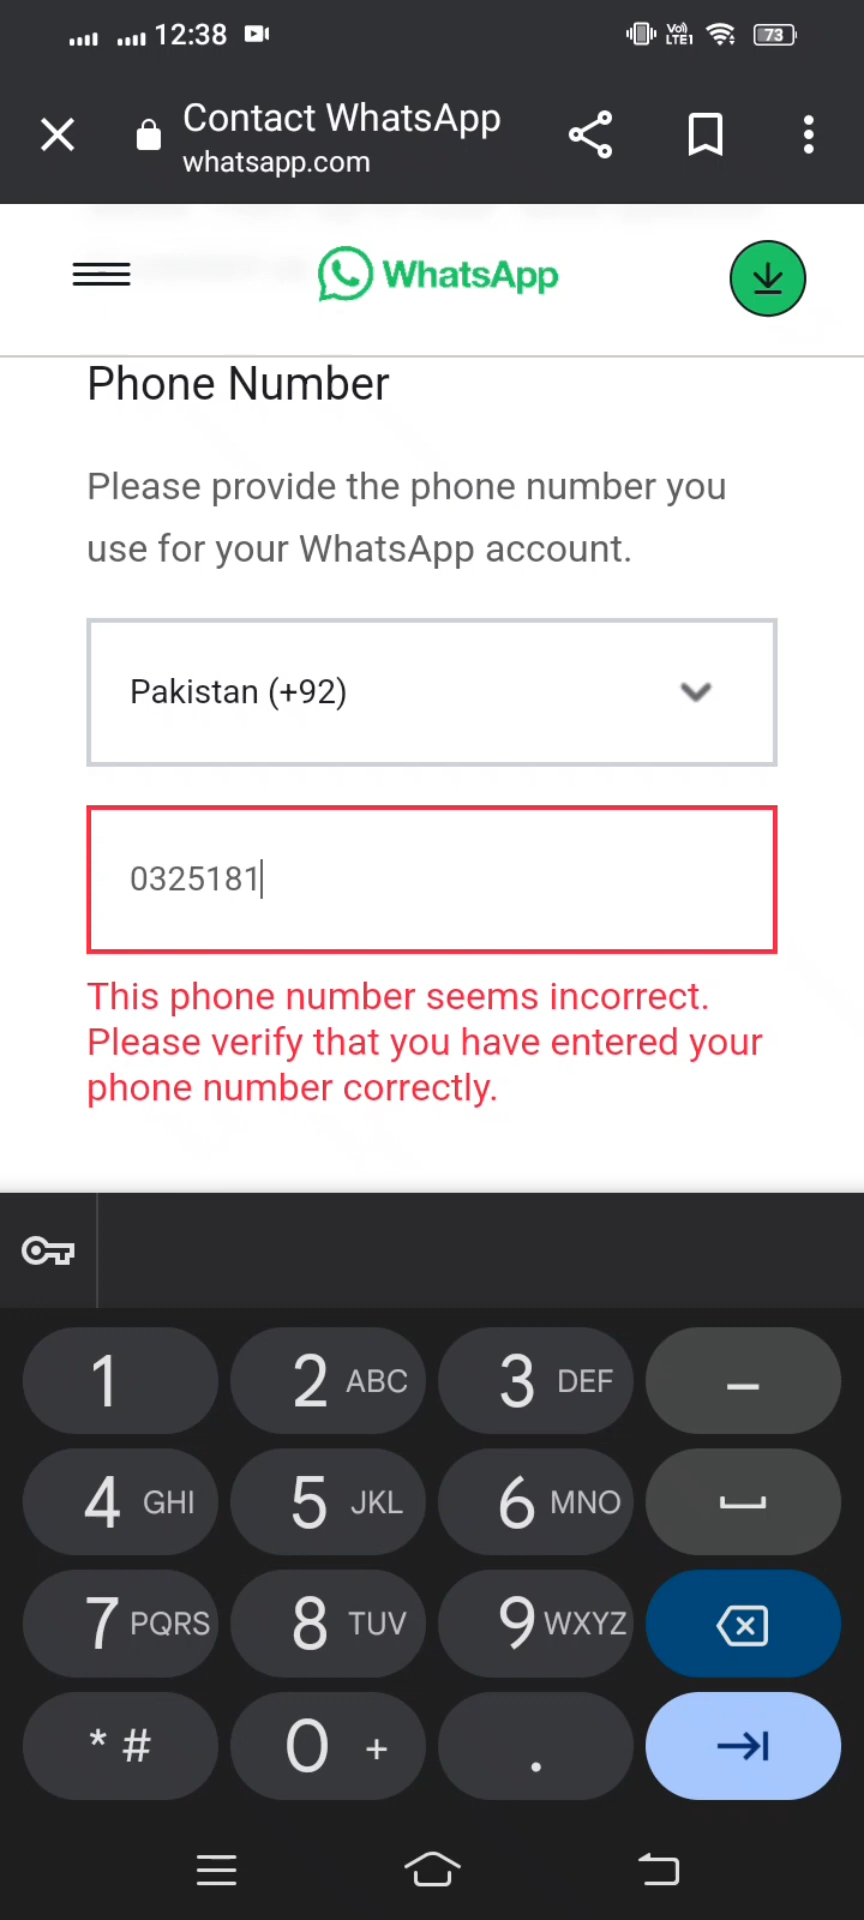 12:38 Vo) LTE1 73
Contact WhatsApp
whatsapp.com
WhatsApp
Phone Number
Please provide the phone number you
use for your WhatsApp account.
Pakistan (+92)
0325181
This phone number seems incorrect.
Please verify that you have entered your
phone number correctly.
1 2 ABC 3 DEF –
4 GHI 5 JKL 6 MNO
7 PQRS 8 TUV 9 WXYZ
* # 0 + .